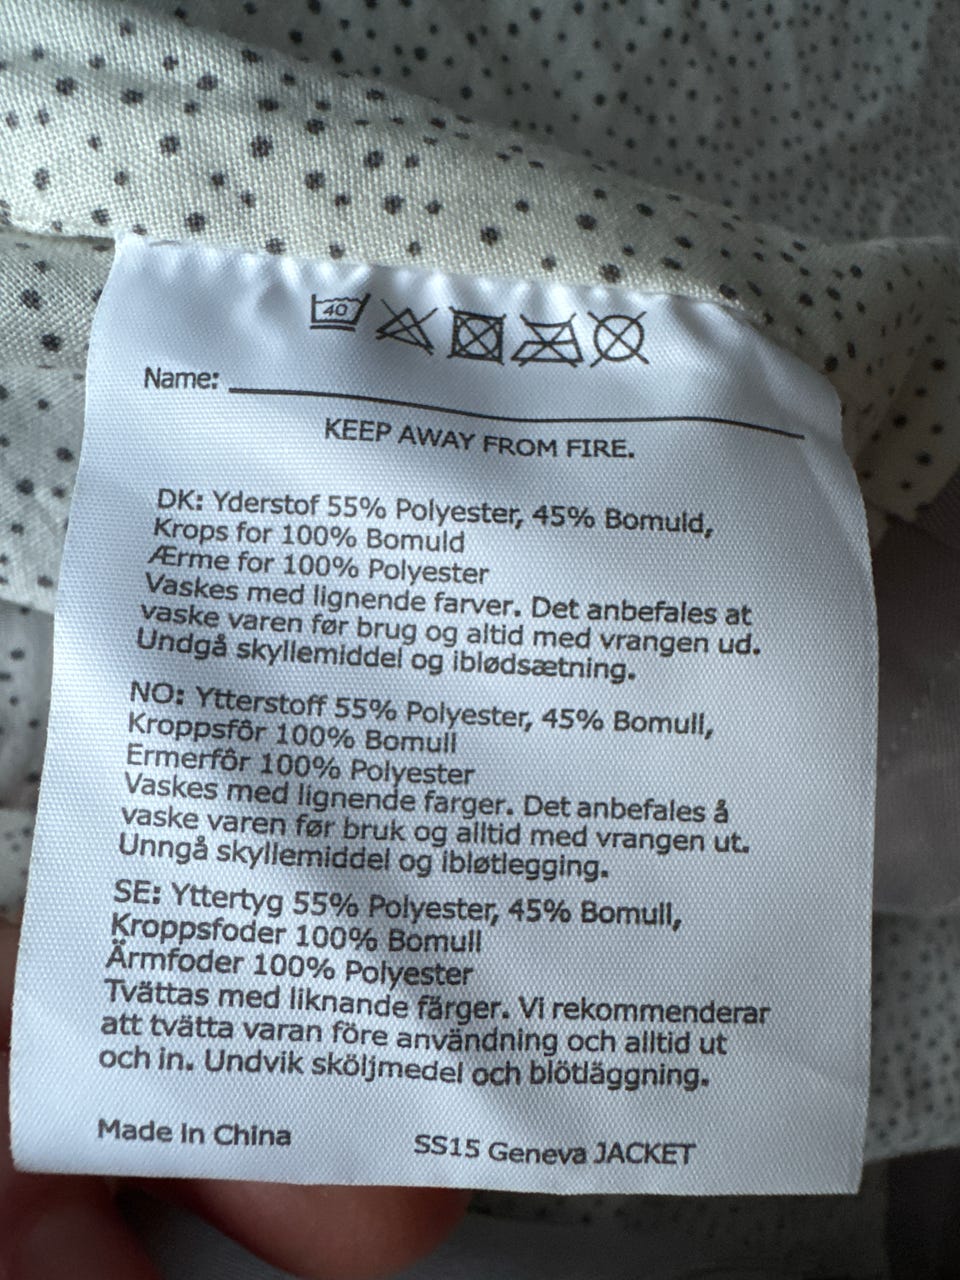 40
Name:
KEEP AWAY FROM FIRE.
DK: Yderstof 55% Polyester, 45% Bomuld,
Krops for 100% Bomuld
Ærme for 100% Polyester
Vaskes med lignende farver. Det anbefales at
vaske varen før brug og altid med vrangen ud.
Undgå skyllemiddel og iblødsætning.
NO: Ytterstoff 55% Polyester, 45% Bomull,
Kroppsfôr 100% Bomull
Ermerfôr 100% Polyester
Vaskes med lignende farger. Det anbefales å
vaske varen før bruk og alltid med vrangen ut.
Unngå skyllemiddel og ibløtlegging.
SE: Yttertyg 55% Polyester, 45% Bomull,
Kroppsfoder 100% Bomull
Ärmfoder 100% Polyester
Tvättas med liknande färger. Vi rekommenderar
att tvätta varan före användning och alltid ut
och in. Undvik sköljmedel och blötläggning.
Made In China
SS15 Geneva JACKET